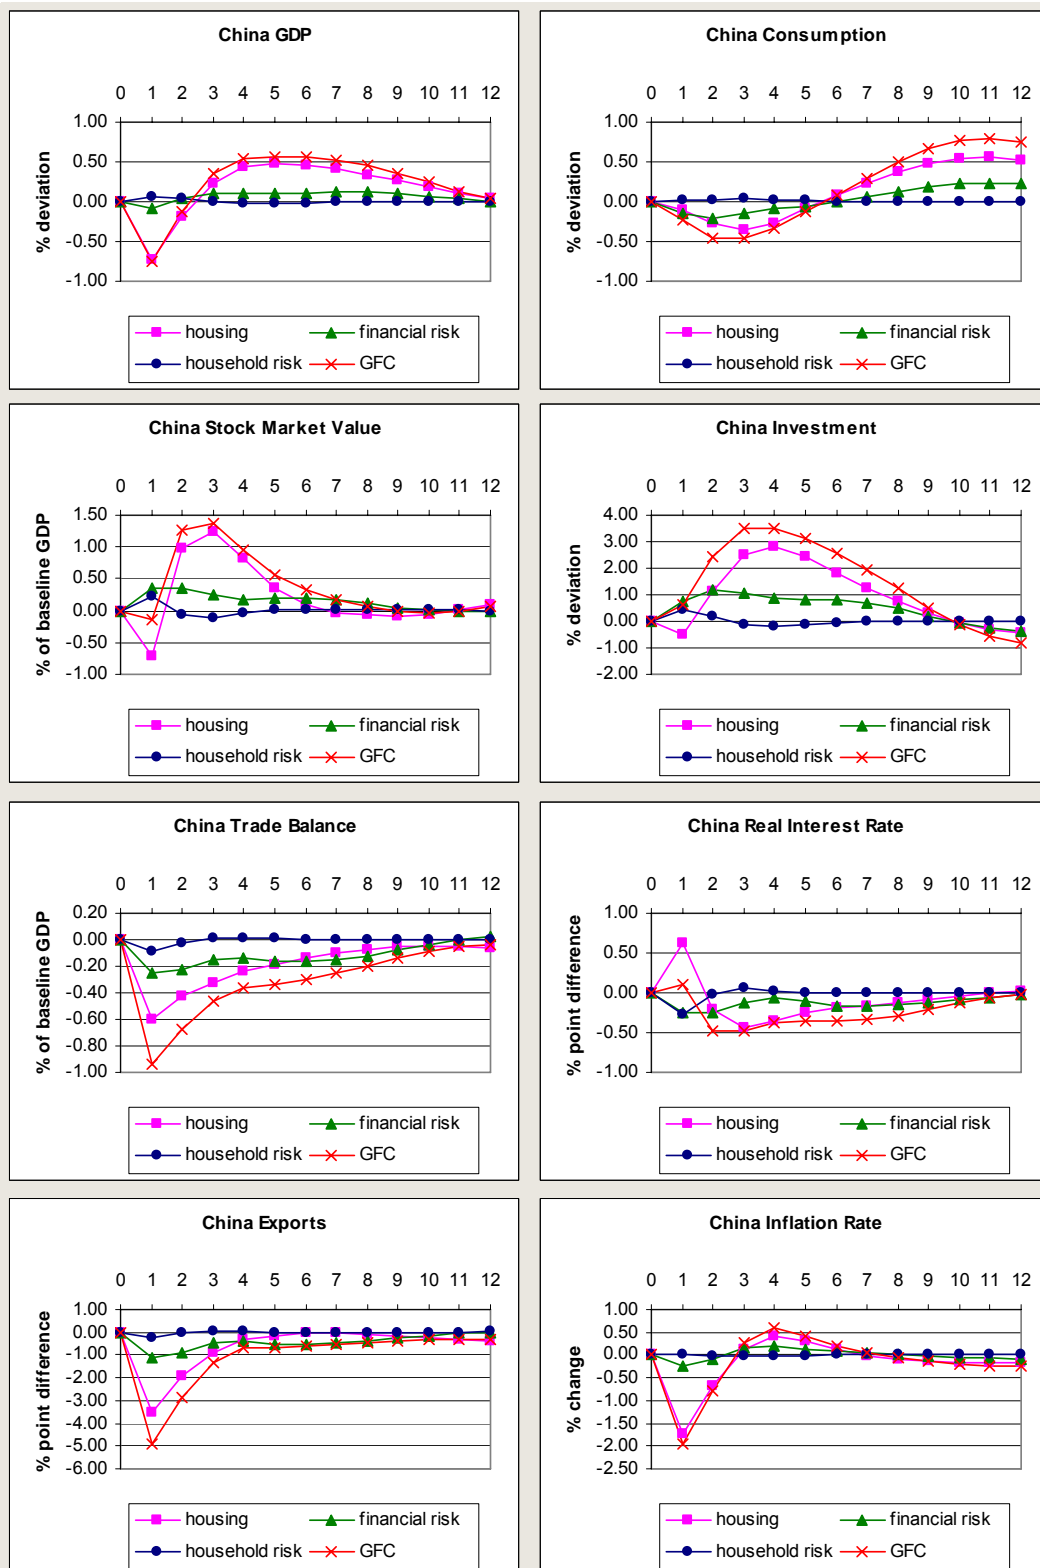 China GDP
0 1 2 3 4 5 6 7 8 9 10 11 12
1.00
0.50
0.00
-0.50
-1.00
% deviation
housing financial risk
household risk GFC
China Consumption
0 1 2 3 4 5 6 7 8 9 10 11 12
1.00
0.50
0.00
-0.50
-1.00
% deviation
housing financial risk
household risk GFC
China Stock Market Value
0 1 2 3 4 5 6 7 8 9 10 11 12
1.50
1.00
0.50
0.00
-0.50
-1.00
% of baseline GDP
housing financial risk
household risk GFC
China Investment
0 1 2 3 4 5 6 7 8 9 10 11 12
4.00
3.00
2.00
1.00
0.00
-1.00
-2.00
% deviation
housing financial risk
household risk GFC
China Trade Balance
0 1 2 3 4 5 6 7 8 9 10 11 12
0.20
0.00
-0.20
-0.40
-0.60
-0.80
-1.00
% of baseline GDP
housing financial risk
household risk GFC
China Real Interest Rate
0 1 2 3 4 5 6 7 8 9 10 11 12
1.00
0.50
0.00
-0.50
-1.00
% point difference
housing financial risk
household risk GFC
China Exports
0 1 2 3 4 5 6 7 8 9 10 11 12
1.00
0.00
-1.00
-2.00
-3.00
-4.00
-5.00
-6.00
% point difference
housing financial risk
household risk GFC
China Inflation Rate
0 1 2 3 4 5 6 7 8 9 10 11 12
1.00
0.50
0.00
-0.50
-1.00
-1.50
-2.00
-2.50
% change
housing financial risk
household risk GFC